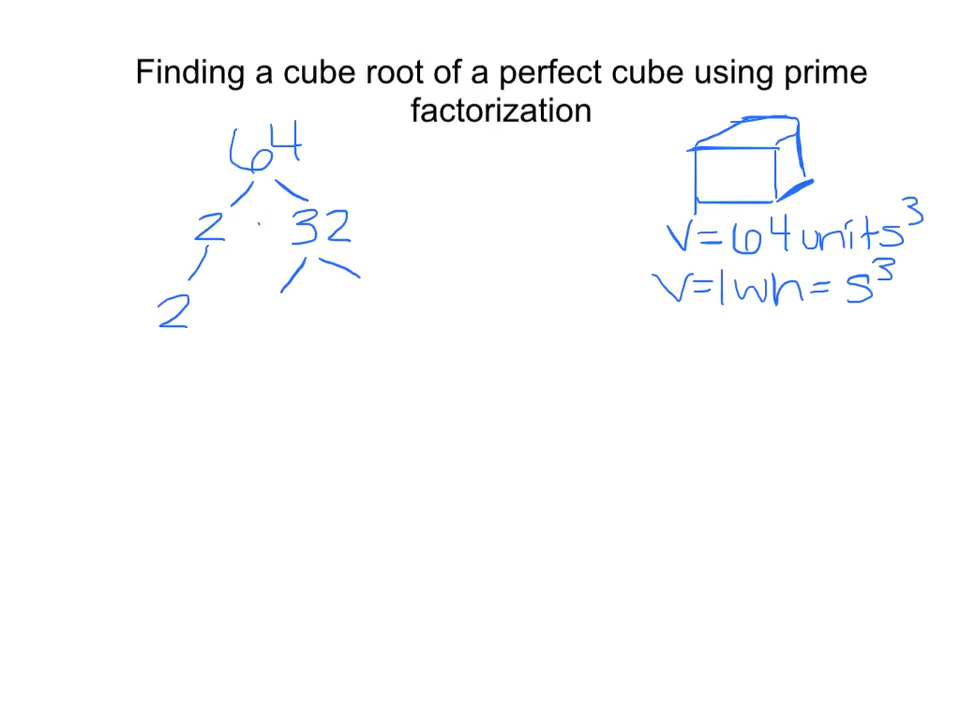 Finding a cube root of a perfect cube using prime
factorization
64
2 · 32
2
V=64 units³
V=lwh=s³